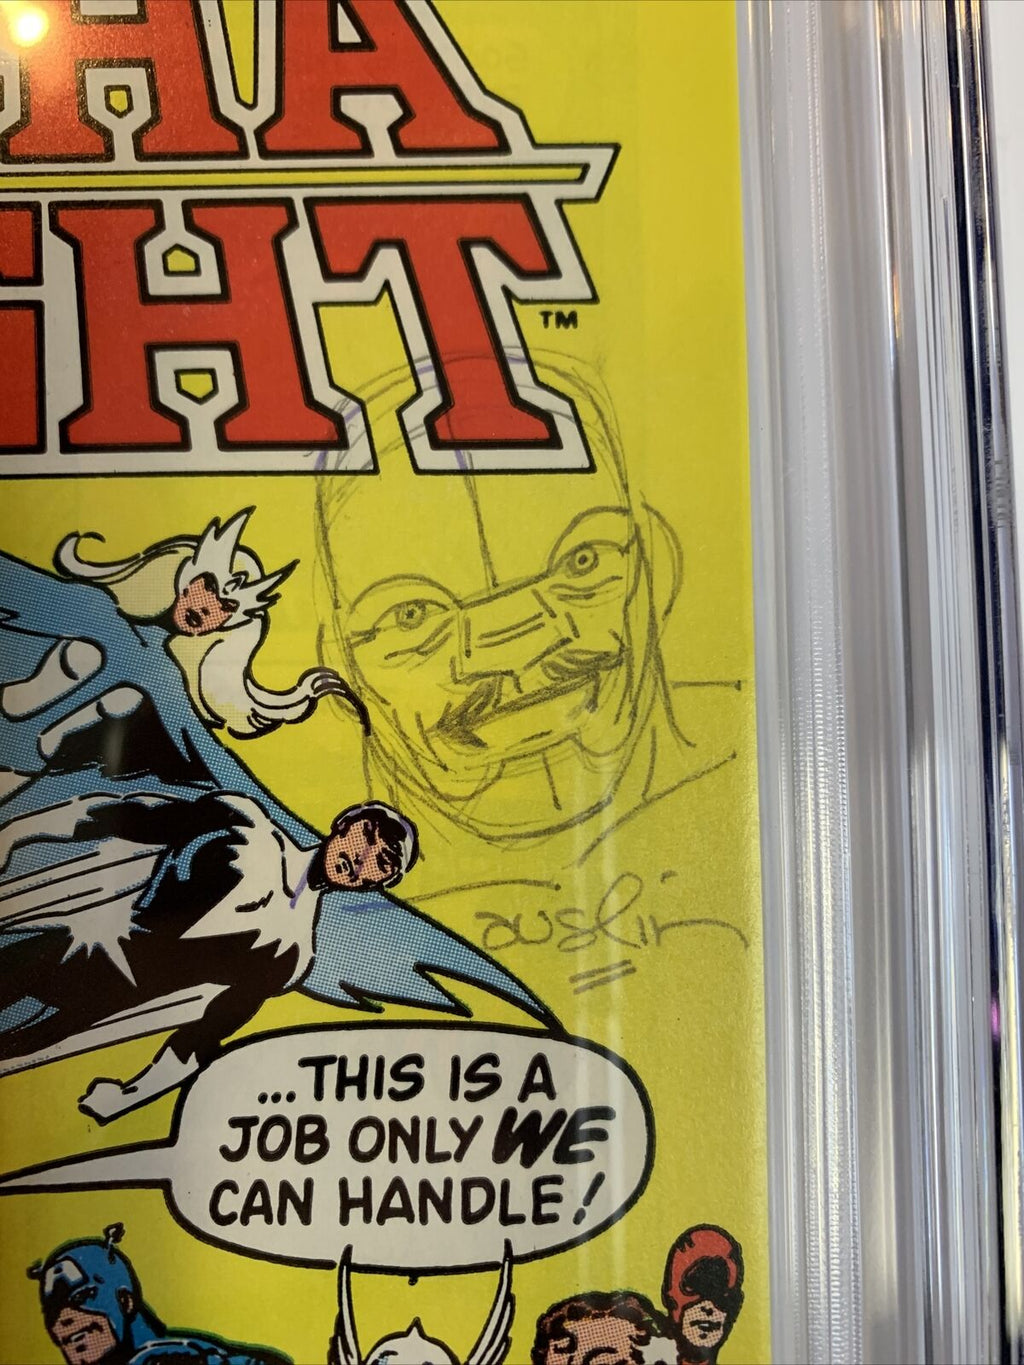 HA
GHT
™
austin
...THIS IS A
JOB ONLY WE
CAN HANDLE!